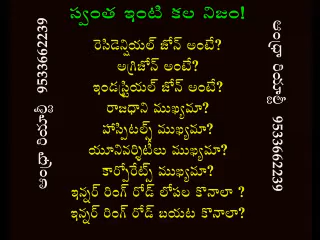 స్వంత ఇంటి కల నిజం!
రెసిడెన్షియల్ జోన్ అంటే?
ఆగ్రిజోన్ అంటే?
ఇండస్ట్రియల్ జోన్ అంటే?
రాజధాని ముఖ్యమా?
హాస్పిటల్స్ ముఖ్యమా?
యూనివర్శిటీలు ముఖ్యమా?
కార్పోరేట్స్ ముఖ్యమా?
ఇన్నర్ రింగ్ రోడ్ లోపల కొనాలా ?
ఇన్నర్ రింగ్ రోడ్ బయట కొనాలా?
ఆంధ్రా రియాల్టీ 9533662239
ఆంధ్రా రియాల్టీ 9533662239